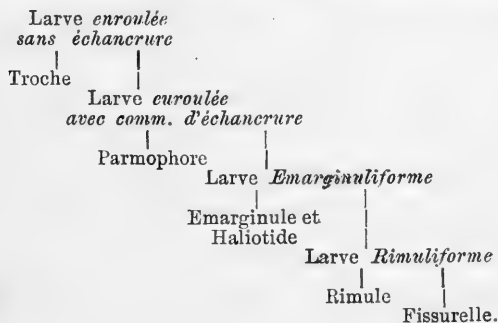 Larve enroulée
sans échancrure
Troche
Larve curoulée
avec comm. d'échancrure
Parmophore
Larve Emarginuliforme
Emarginule et
Haliotide
Larve Rimuliforme
Rimule
Fissurelle.